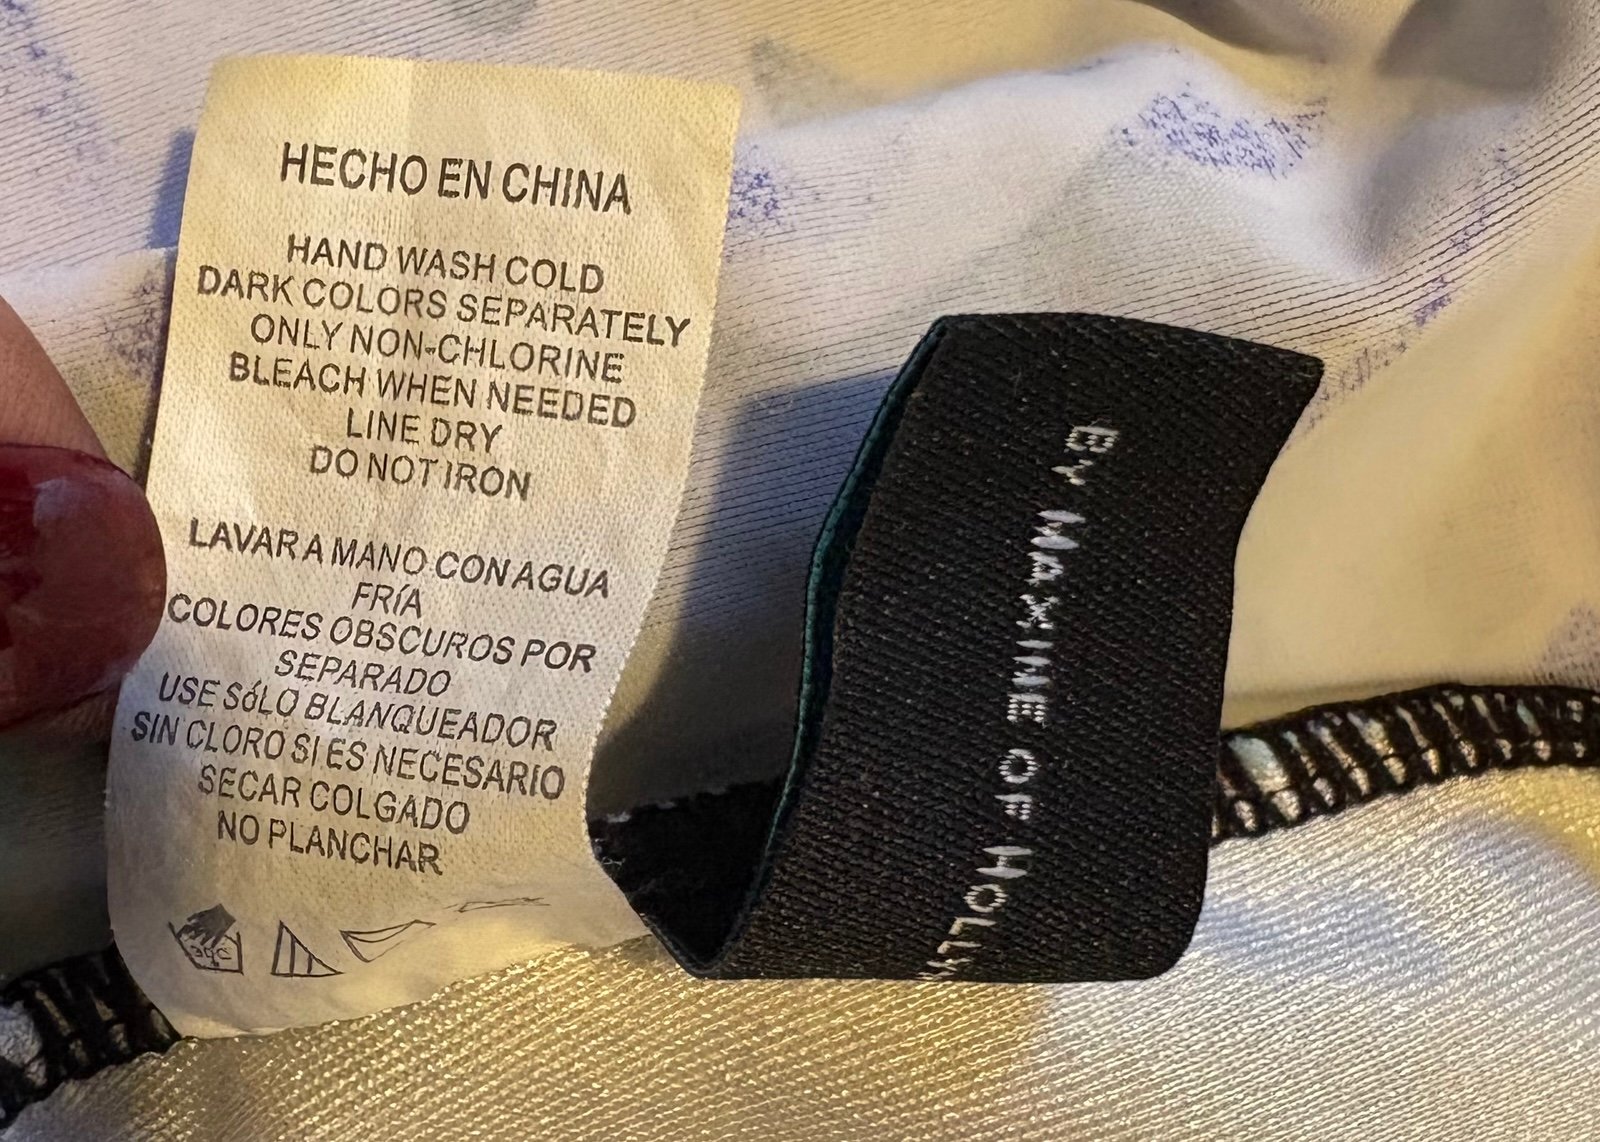 HECHO EN CHINA
HAND WASH COLD
DARK COLORS SEPARATELY
ONLY NON-CHLORINE
BLEACH WHEN NEEDED
LINE DRY
DO NOT IRON
LAVAR A MANO CON AGUA
FRíA
COLORES OBSCUROS POR
SEPARADO
USE SóLO BLANQUEADOR
SIN CLORO SI ES NECESARIO
SECAR COLGADO
NO PLANCHAR
BY MAXINE OF HOLLY